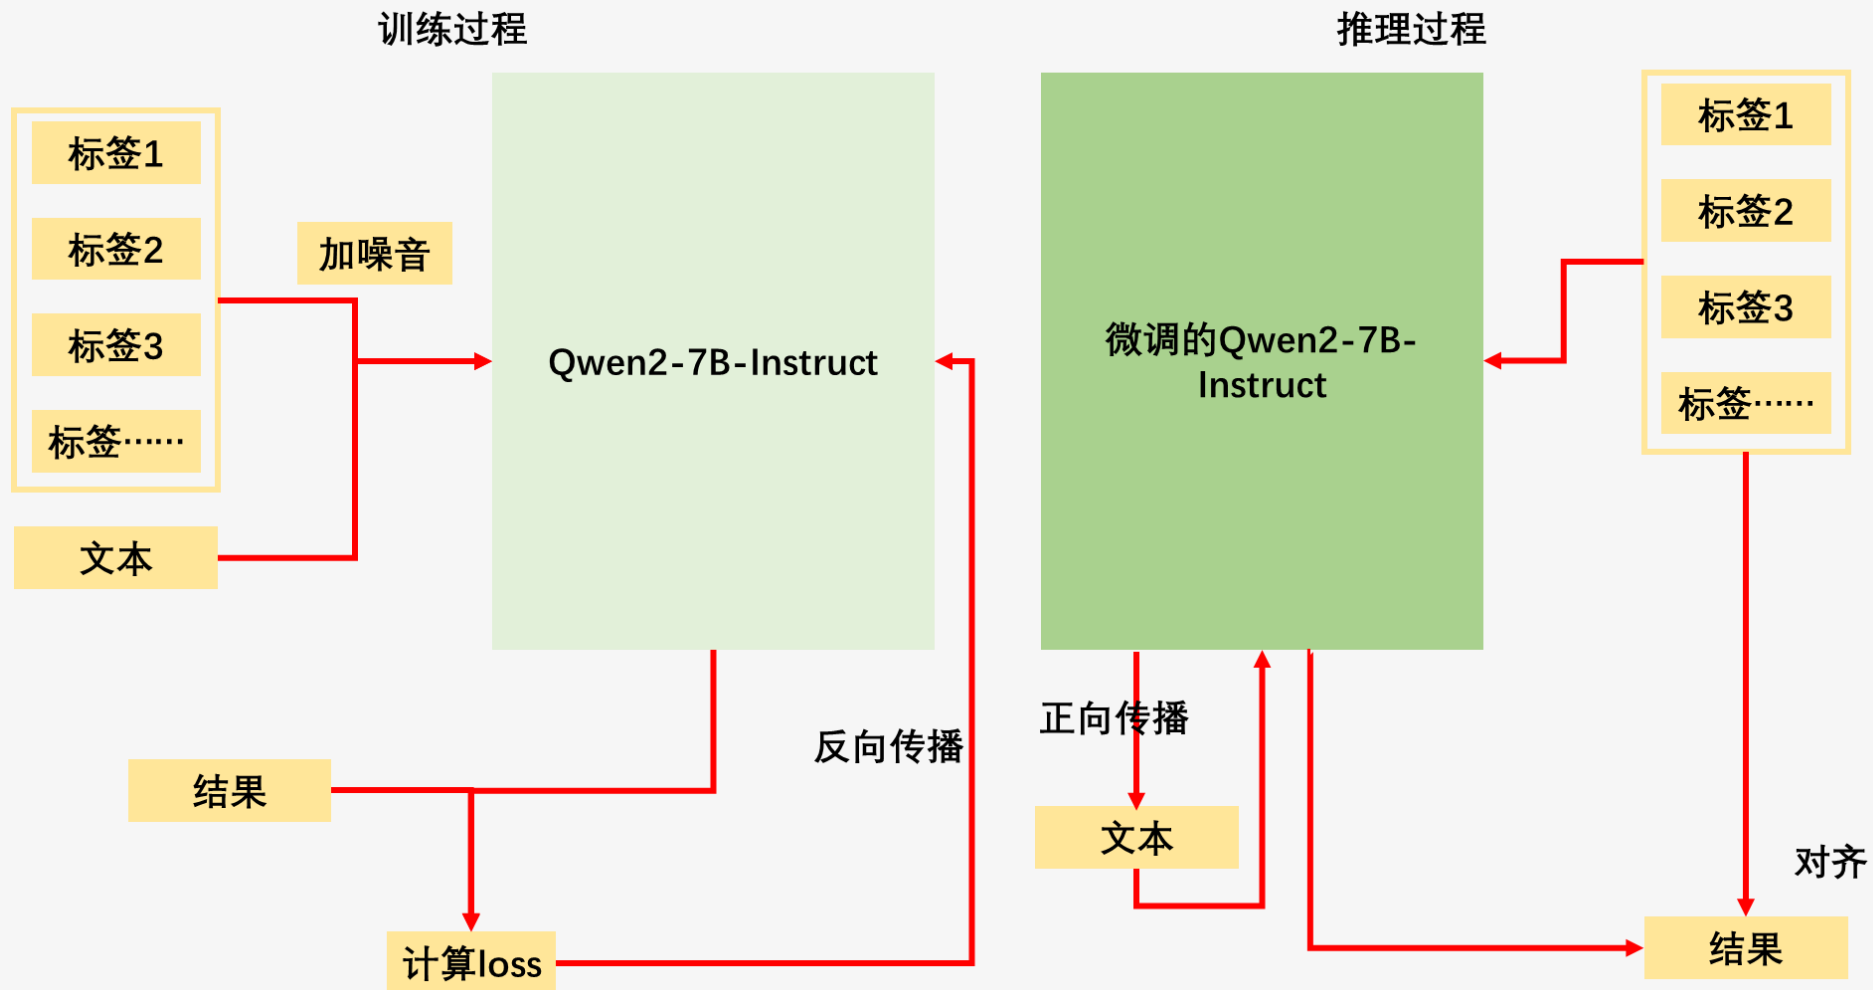 训练过程
标签1
标签2
标签3
标签……
加噪音
文本
Qwen2-7B-Instruct
反向传播
结果
计算loss
推理过程
微调的Qwen2-7B-
Instruct
标签1
标签2
标签3
标签……
正向传播
文本
对齐
结果